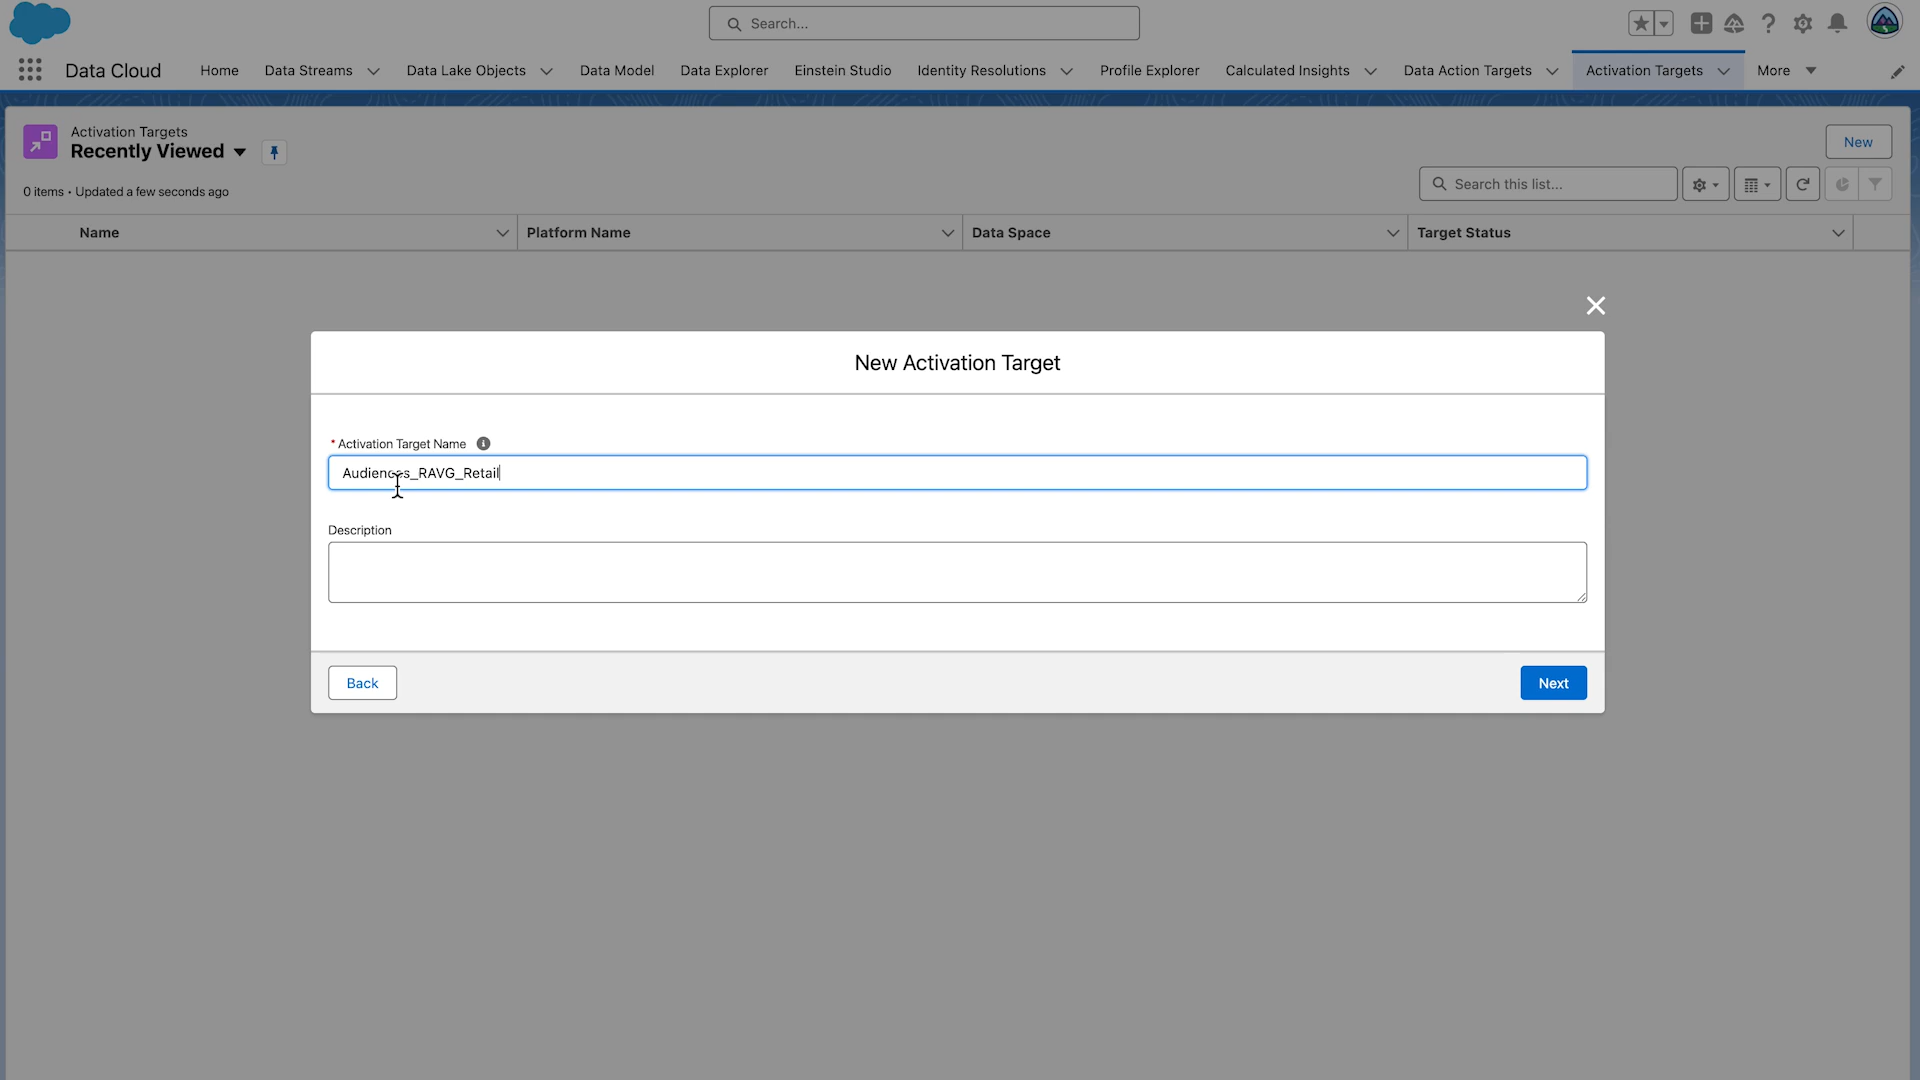 Search...
Data Cloud Home Data Streams Data Lake Objects Data Model Data Explorer Einstein Studio Identity Resolutions Profile Explorer Calculated Insights Data Action Targets Activation Targets More
Activation Targets
Recently Viewed
New
0 items • Updated a few seconds ago
Search this list...
Name Platform Name Data Space Target Status
New Activation Target
* Activation Target Name
Audiences_RAVG_Retail
Description
Back Next